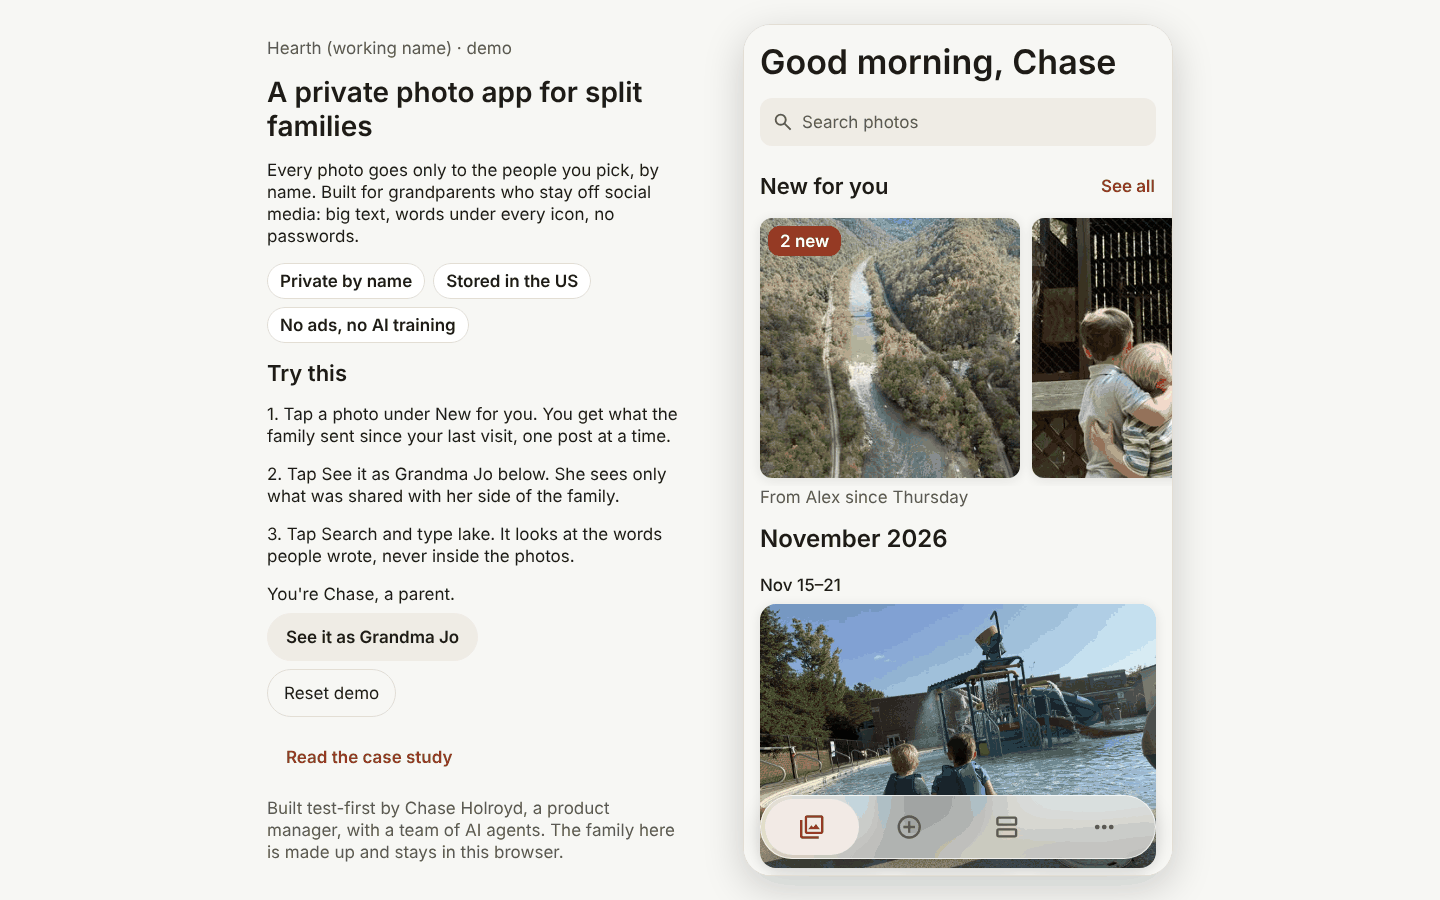 Hearth (working name) · demo
A private photo app for split
families
Every photo goes only to the people you pick, by
name. Built for grandparents who stay off social
media: big text, words under every icon, no
passwords.
Private by name
Stored in the US
No ads, no AI training
Try this
1. Tap a photo under New for you. You get what the
family sent since your last visit, one post at a time.
2. Tap See it as Grandma Jo below. She sees only
what was shared with her side of the family.
3. Tap Search and type lake. It looks at the words
people wrote, never inside the photos.
You're Chase, a parent.
See it as Grandma Jo
Reset demo
Read the case study
Built test-first by Chase Holroyd, a product
manager, with a team of AI agents. The family here
is made up and stays in this browser.
Good morning, Chase
Search photos
New for you
See all
2 new
From Alex since Thursday
November 2026
Nov 15–21